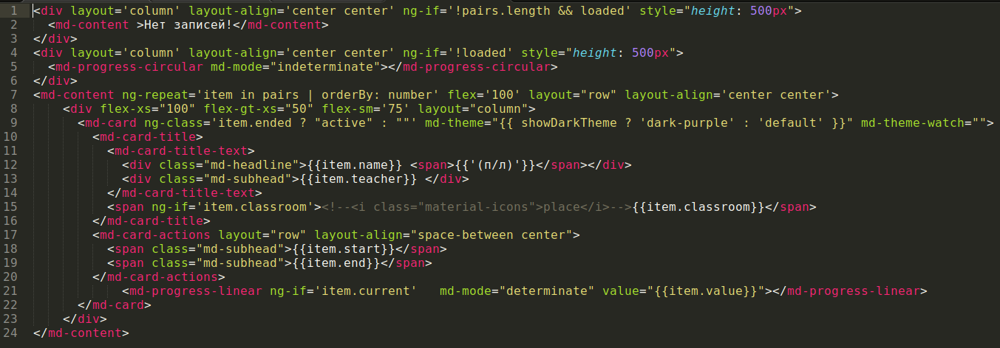 1 <div layout='column' layout-align='center center' ng-if='!pairs.length && loaded' style="height: 500px">
2 <md-content >Нет записей!</md-content>
3 </div>
4 <div layout='column' layout-align='center center' ng-if='!loaded' style="height: 500px">
5 <md-progress-circular md-mode="indeterminate"></md-progress-circular>
6 </div>
7 <md-content ng-repeat='item in pairs | orderBy: number' flex='100' layout="row" layout-align='center center'>
8 <div flex-xs="100" flex-gt-xs="50" flex-sm='75' layout="column">
9 <md-card ng-class='item.ended ? "active" : ""' md-theme="{{ showDarkTheme ? 'dark-purple' : 'default' }}" md-theme-watch="">
10 <md-card-title>
11 <md-card-title-text>
12 <div class="md-headline">{{item.name}} <span>{{'(п/л)'}}</span></div>
13 <div class="md-subhead">{{item.teacher}} </div>
14 </md-card-title-text>
15 <span ng-if='item.classroom'><!--<i class="material-icons">place</i>-->{{item.classroom}}</span>
16 </md-card-title>
17 <md-card-actions layout="row" layout-align="space-between center">
18 <span class="md-subhead">{{item.start}}</span>
19 <span class="md-subhead">{{item.end}}</span>
20 </md-card-actions>
21 <md-progress-linear ng-if='item.current'   md-mode="determinate" value="{{item.value}}"></md-progress-linear>
22 </md-card>
23 </div>
24 </md-content>